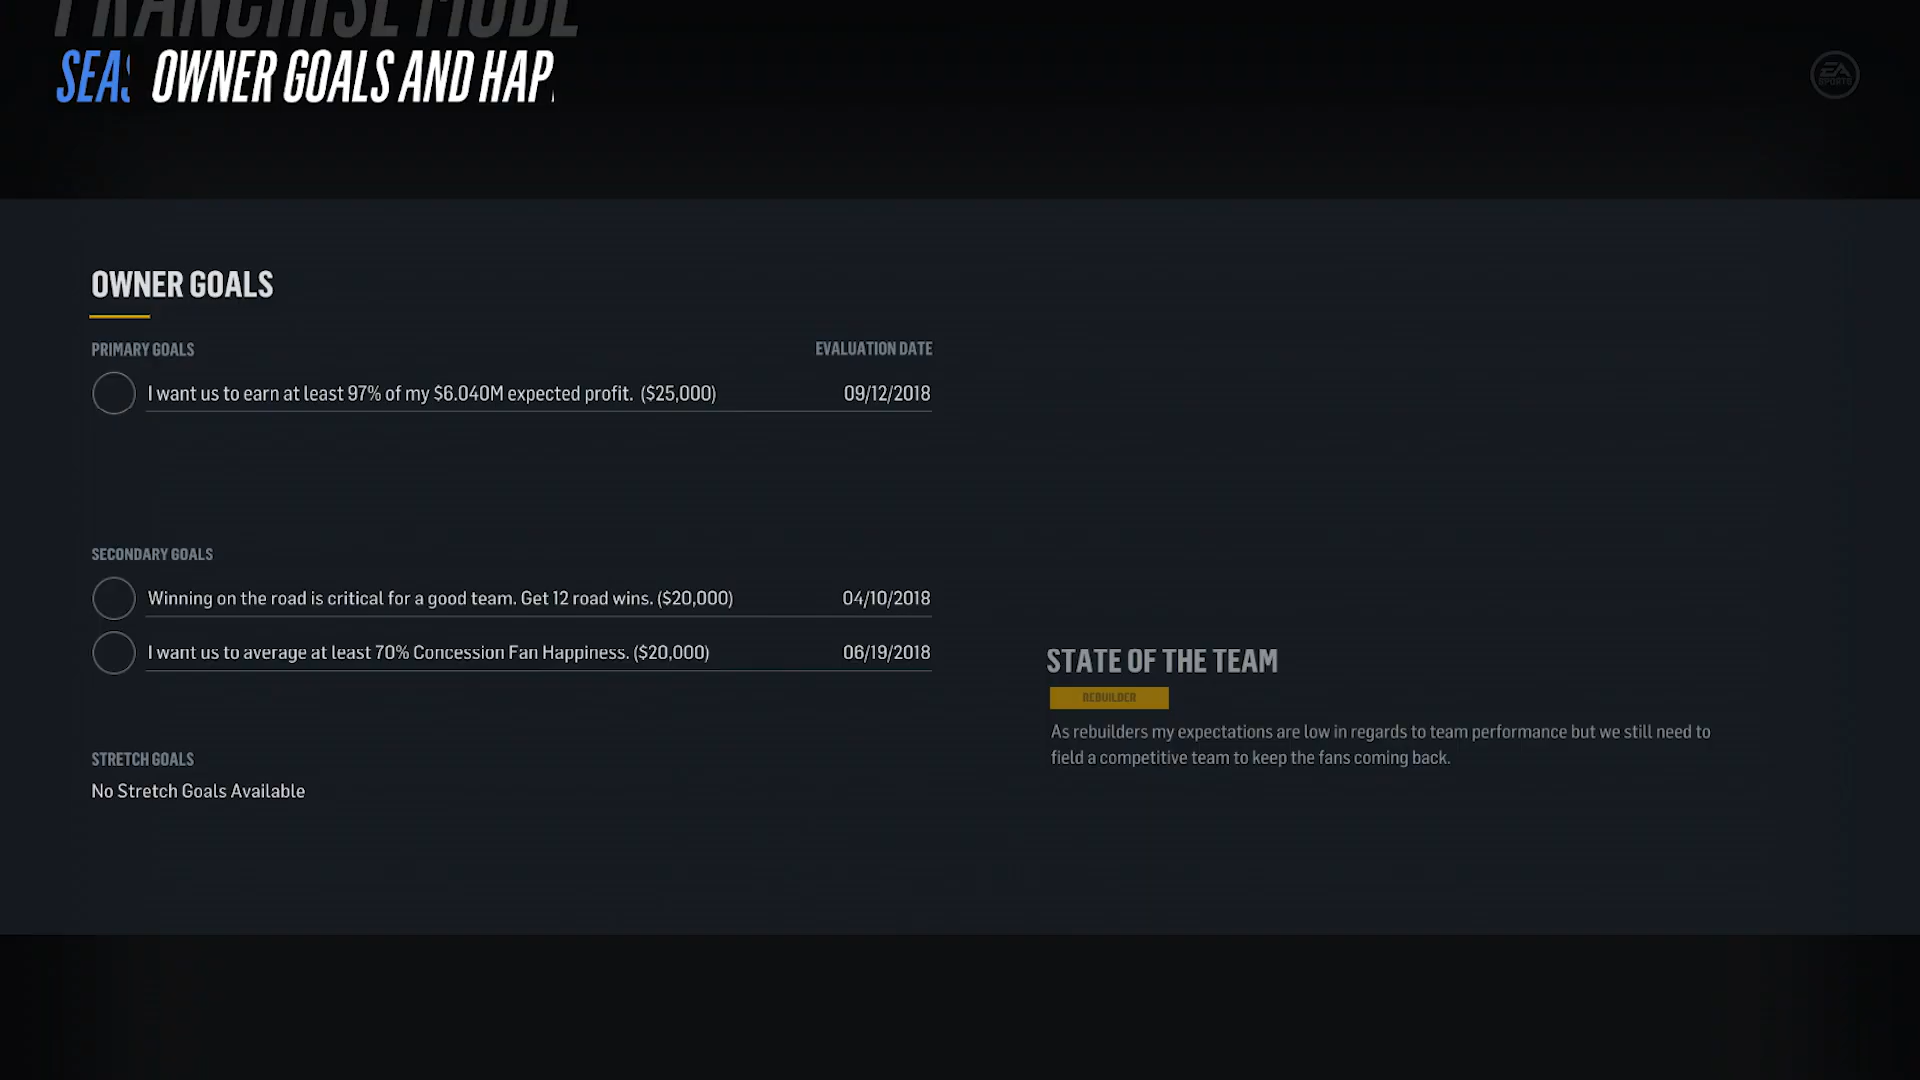 FRANCHISE MODE
OWNER GOALS AND HAP
EA SPORTS
OWNER GOALS
PRIMARY GOALS EVALUATION DATE
I want us to earn at least 97% of my $6.040M expected profit. ($25,000) 09/12/2018
SECONDARY GOALS
Winning on the road is critical for a good team. Get 12 road wins. ($20,000) 04/10/2018
I want us to average at least 70% Concession Fan Happiness. ($20,000) 06/19/2018
STRETCH GOALS
No Stretch Goals Available
STATE OF THE TEAM
REBUILDER
As rebuilders my expectations are low in regards to team performance but we still need to
field a competitive team to keep the fans coming back.